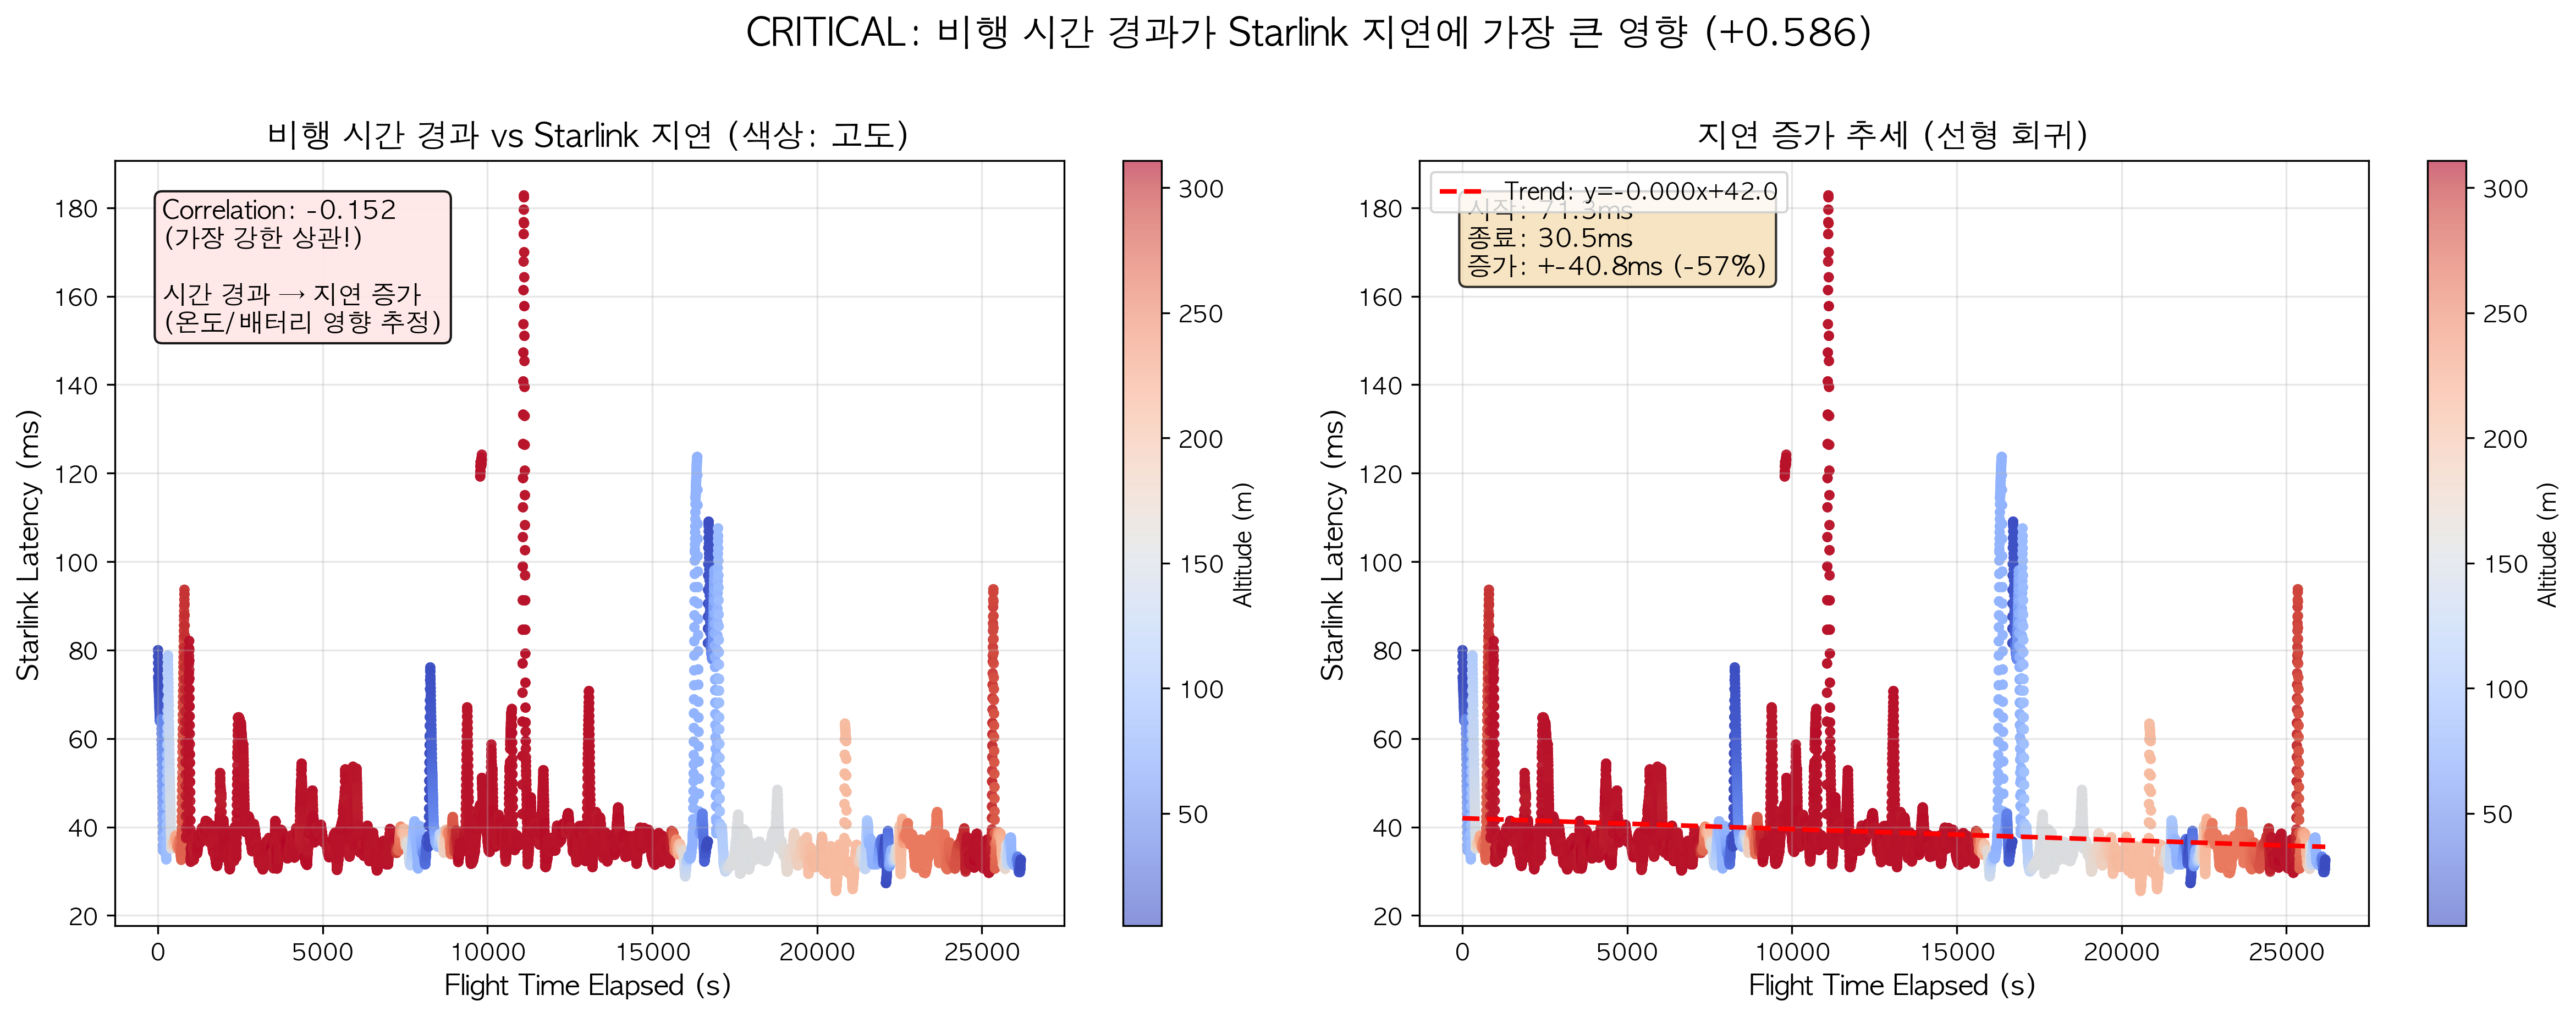 CRITICAL: 비행 시간 경과가 Starlink 지연에 가장 큰 영향 (+0.586)
비행 시간 경과 vs Starlink 지연 (색상: 고도)
Correlation: -0.152
(가장 강한 상관!)
시간 경과 → 지연 증가
(온도/배터리 영향 추정)
180
160
140
120
100
80
60
40
20
Starlink Latency (ms)
0
5000
10000
15000
20000
25000
Flight Time Elapsed (s)
300
250
200
150
100
50
Altitude (m)
지연 증가 추세 (선형 회귀)
Trend: y=-0.000x+42.0
시작: 71.3ms
종료: 30.5ms
증가: +-40.8ms (-57%)
180
160
140
120
100
80
60
40
20
Starlink Latency (ms)
0
5000
10000
15000
20000
25000
Flight Time Elapsed (s)
300
250
200
150
100
50
Altitude (m)